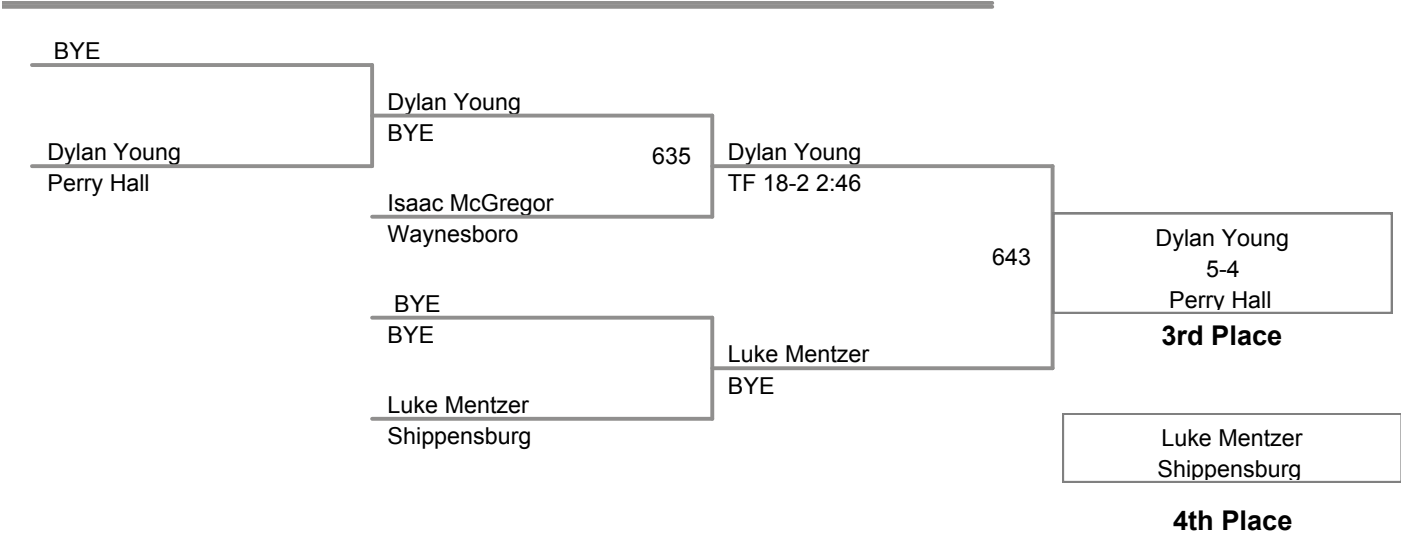 BYE
Dylan Young
BYE
Dylan Young
Perry Hall
635
Dylan Young
TF 18-2 2:46
Isaac McGregor
Waynesboro
643
Dylan Young
5-4
Perry Hall
3rd Place
BYE
BYE
Luke Mentzer
BYE
Luke Mentzer
Shippensburg
Luke Mentzer
Shippensburg
4th Place